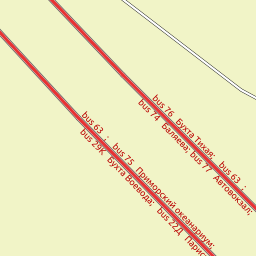 bus 76   Бухта Тихая;   bus 63   ;
bus 74   Баляева; bus 77   Автовокзал;
bus 63   ;   bus 75   Приморский океанариум;
bus 29К   Бухта Воевода;   bus 22Д   Парис